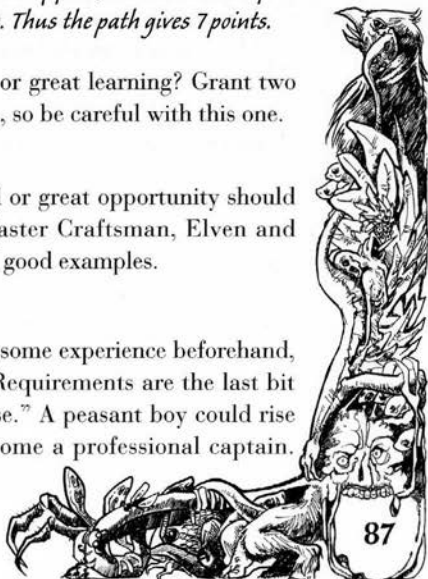 . Thus the path gives 7 points.
or great learning? Grant two
, so be careful with this one.
or great opportunity should
aster Craftsman, Elven and
good examples.
some experience beforehand,
Requirements are the last bit
se.” A peasant boy could rise
ome a professional captain.
87